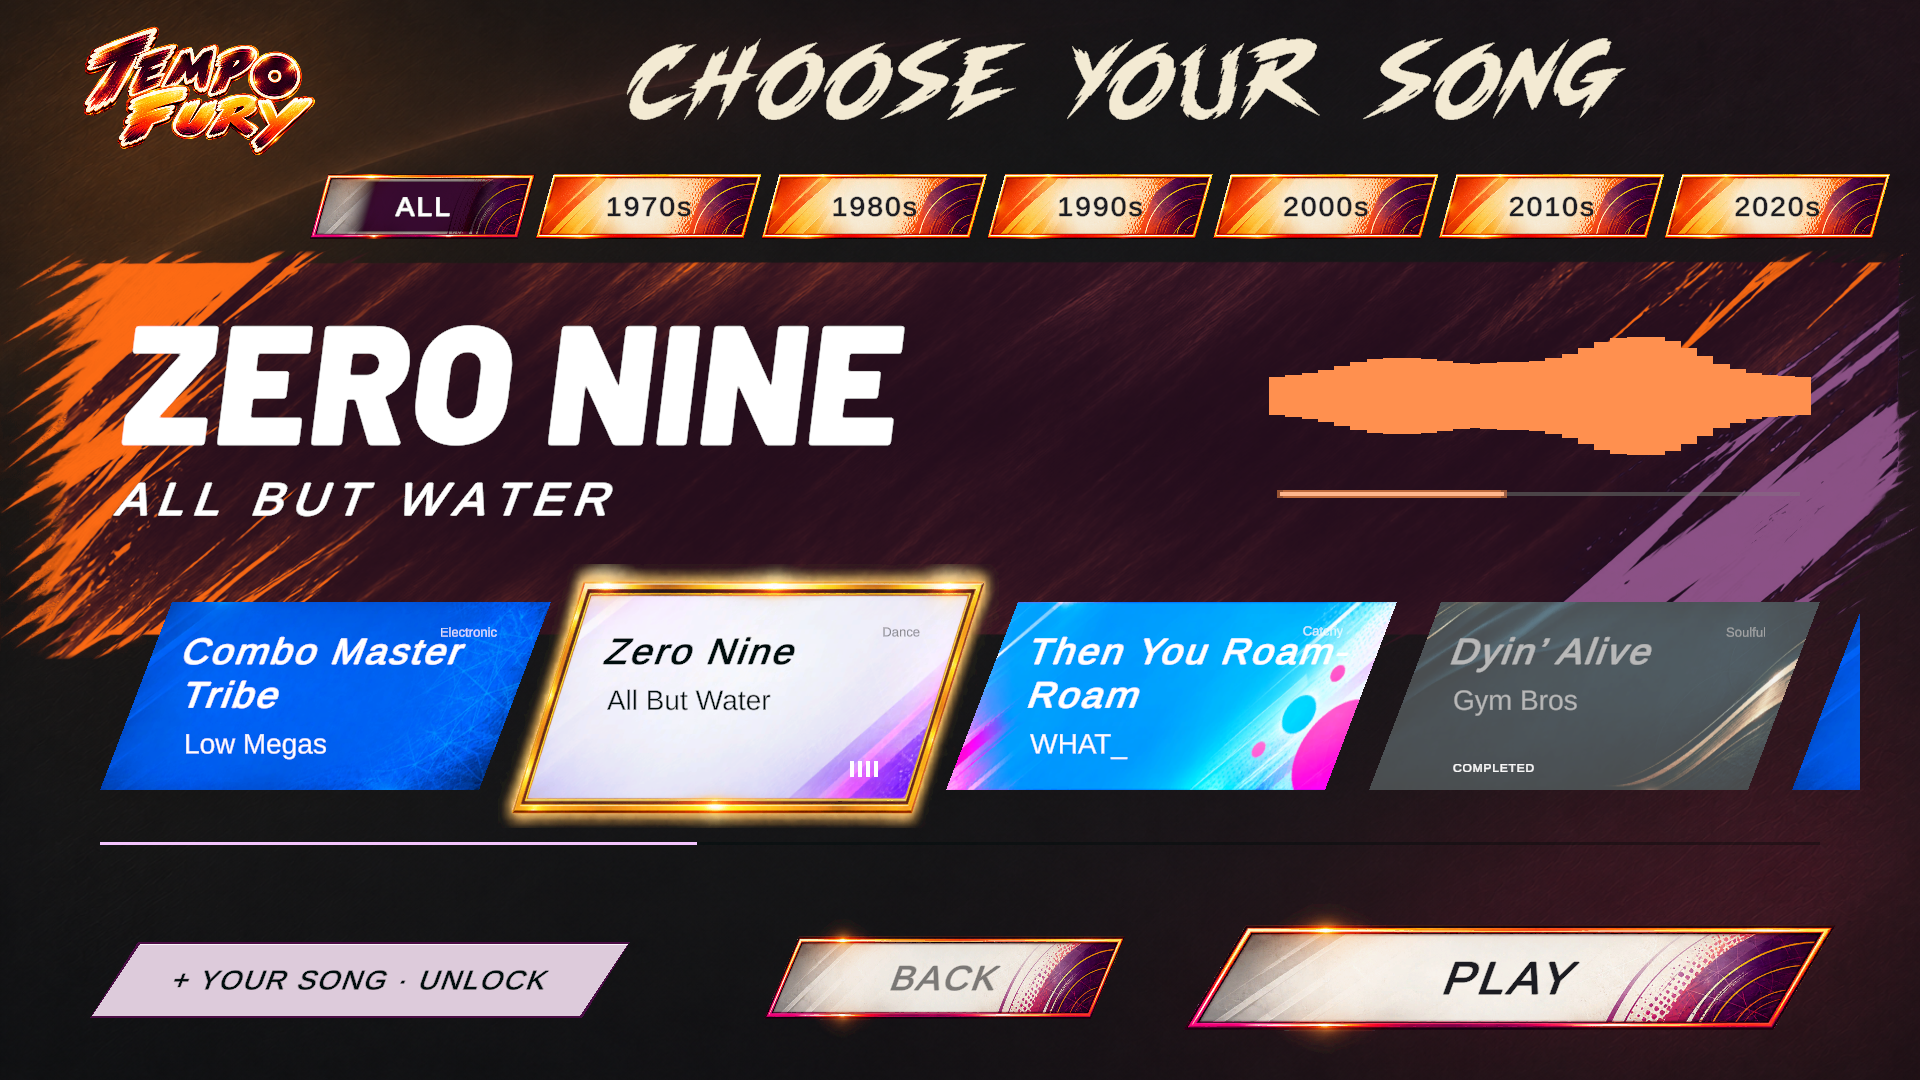 TEMPO
FURY
CHOOSE YOUR SONG
ALL
1970s
1980s
1990s
2000s
2010s
2020s
ZERO NINE
ALL BUT WATER
Electronic
Combo Master
Tribe
Low Megas
Dance
Zero Nine
All But Water
Catchy
Then You Roam-
Roam
WHAT_
Soulful
Dyin’ Alive
Gym Bros
COMPLETED
+ YOUR SONG · UNLOCK
BACK
PLAY